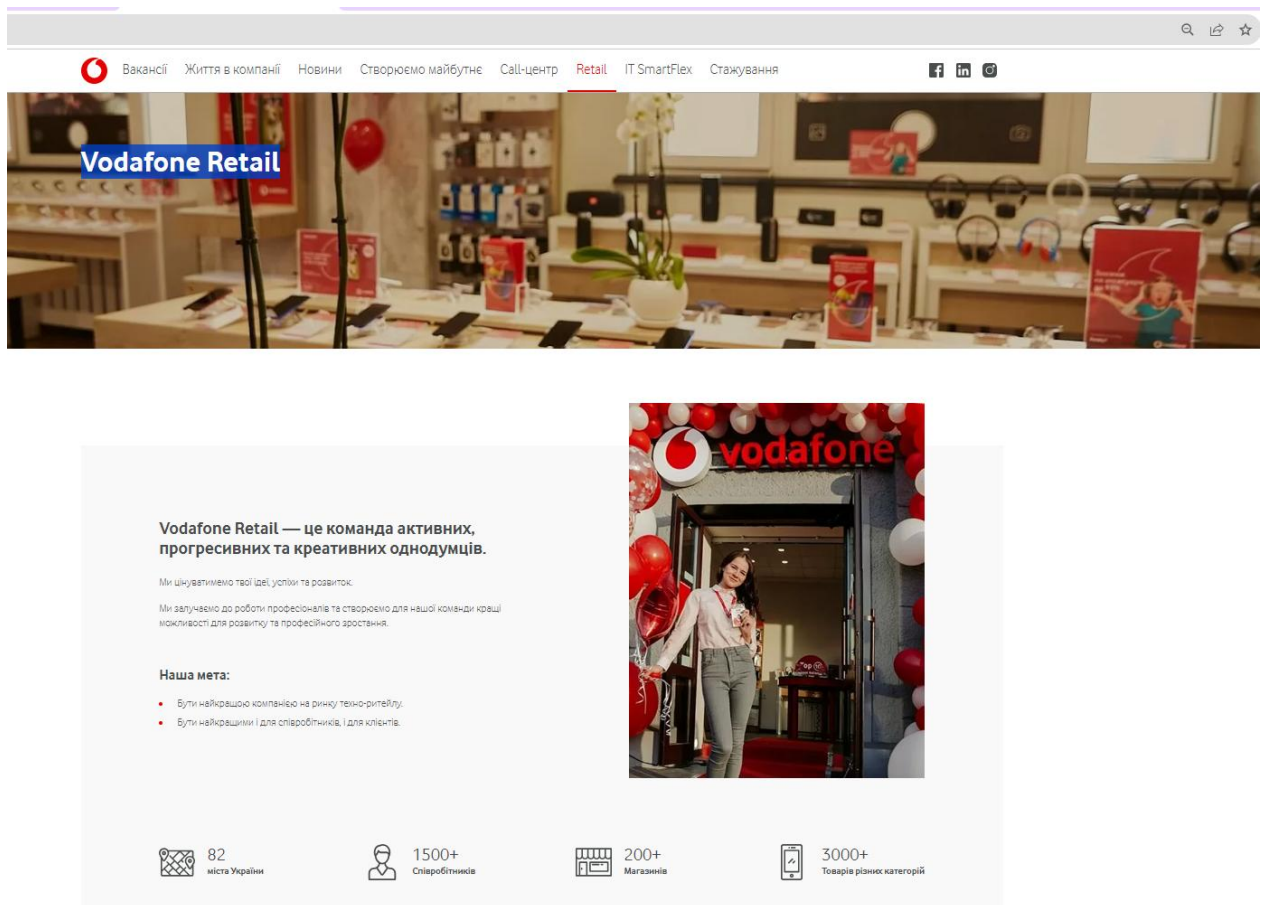 Вакансії Життя в компанії Новини Створюємо майбутнє Call-центр Retail IT SmartFlex Стажування
Vodafone Retail
vodafone
Vodafone Retail — це команда активних,
прогресивних та креативних однодумців.
Ми цінуватимемо твої ідеї, успіхи та розвиток.
Ми залучаємо до роботи професіоналів та створюємо для нашої команди кращі
можливості для розвитку та професійного зростання.
Наша мета:
Бути найкращою компанією на ринку техно-ритейлу.
Бути найкращими і для співробітників, і для клієнтів.
82
міста України
1500+
Співробітників
200+
Магазинів
3000+
Товарів різних категорій